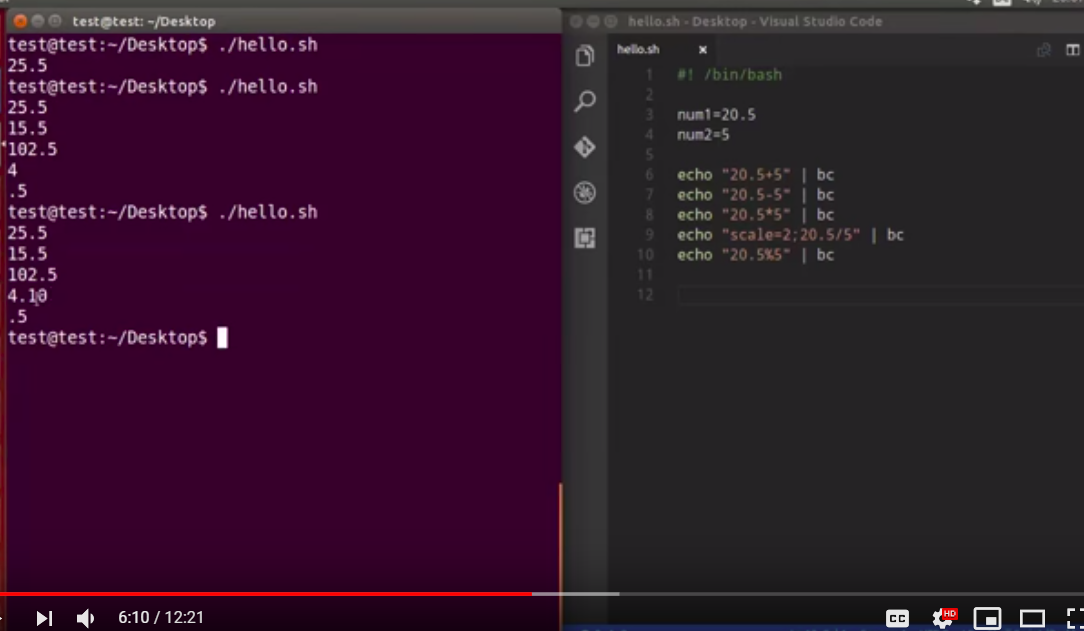 test@test: ~/Desktop
test@test:~/Desktop$ ./hello.sh
25.5
test@test:~/Desktop$ ./hello.sh
25.5
15.5
102.5
4
.5
test@test:~/Desktop$ ./hello.sh
25.5
15.5
102.5
4.10
.5
test@test:~/Desktop$
hello.sh - Desktop - Visual Studio Code
hello.sh
1 #! /bin/bash
2
3 num1=20.5
4 num2=5
5
6 echo "20.5+5" | bc
7 echo "20.5-5" | bc
8 echo "20.5*5" | bc
9 echo "scale=2;20.5/5" | bc
10 echo "20.5%5" | bc
11
12
6:10 / 12:21
CC
HD